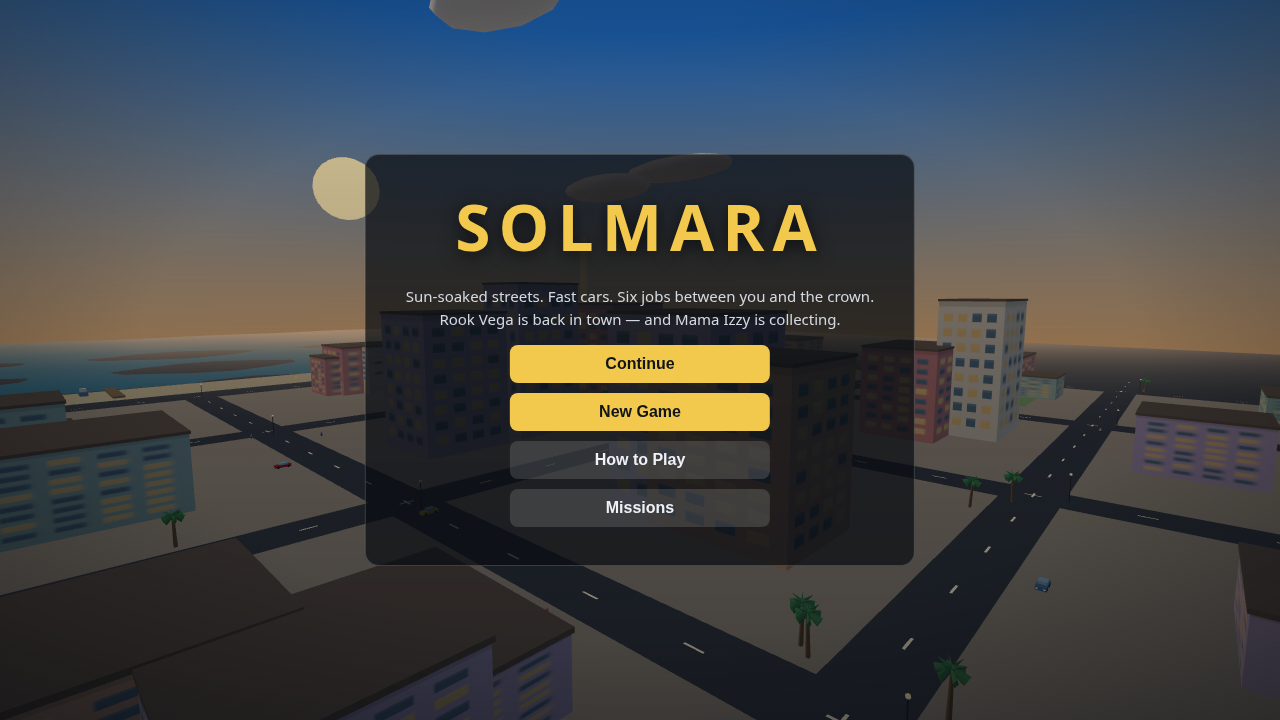 SOLMARA
Sun-soaked streets. Fast cars. Six jobs between you and the crown.
Rook Vega is back in town — and Mama Izzy is collecting.
Continue
New Game
How to Play
Missions